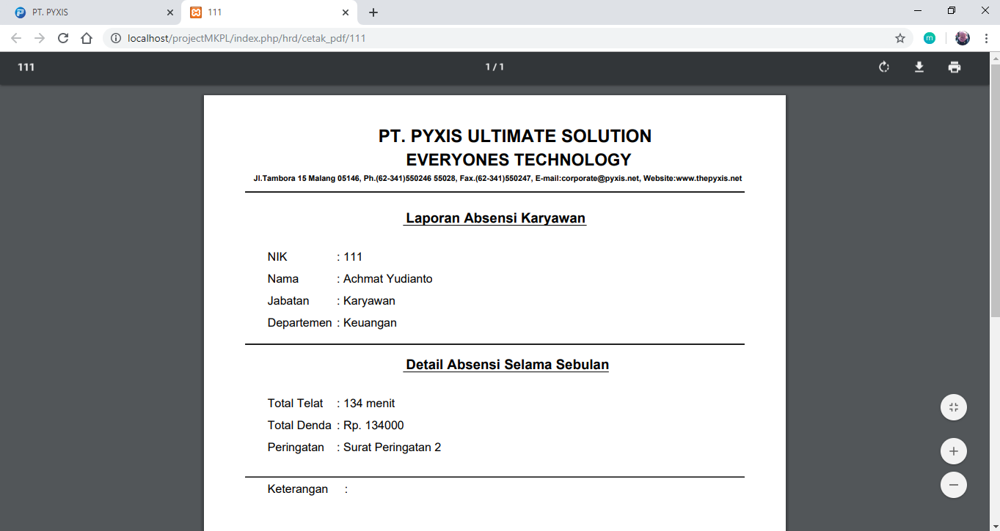 PT. PYXIS
111
localhost/projectMKPL/index.php/hrd/cetak_pdf/111
m
111
1 / 1
PT. PYXIS ULTIMATE SOLUTION
EVERYONES TECHNOLOGY
Jl.Tambora 15 Malang 05146, Ph.(62-341)550246 55028, Fax.(62-341)550247, E-mail:corporate@pyxis.net, Website:www.thepyxis.net
Laporan Absensi Karyawan
NIK : 111
Nama : Achmat Yudianto
Jabatan : Karyawan
Departemen : Keuangan
Detail Absensi Selama Sebulan
Total Telat : 134 menit
Total Denda : Rp. 134000
Peringatan : Surat Peringatan 2
Keterangan :